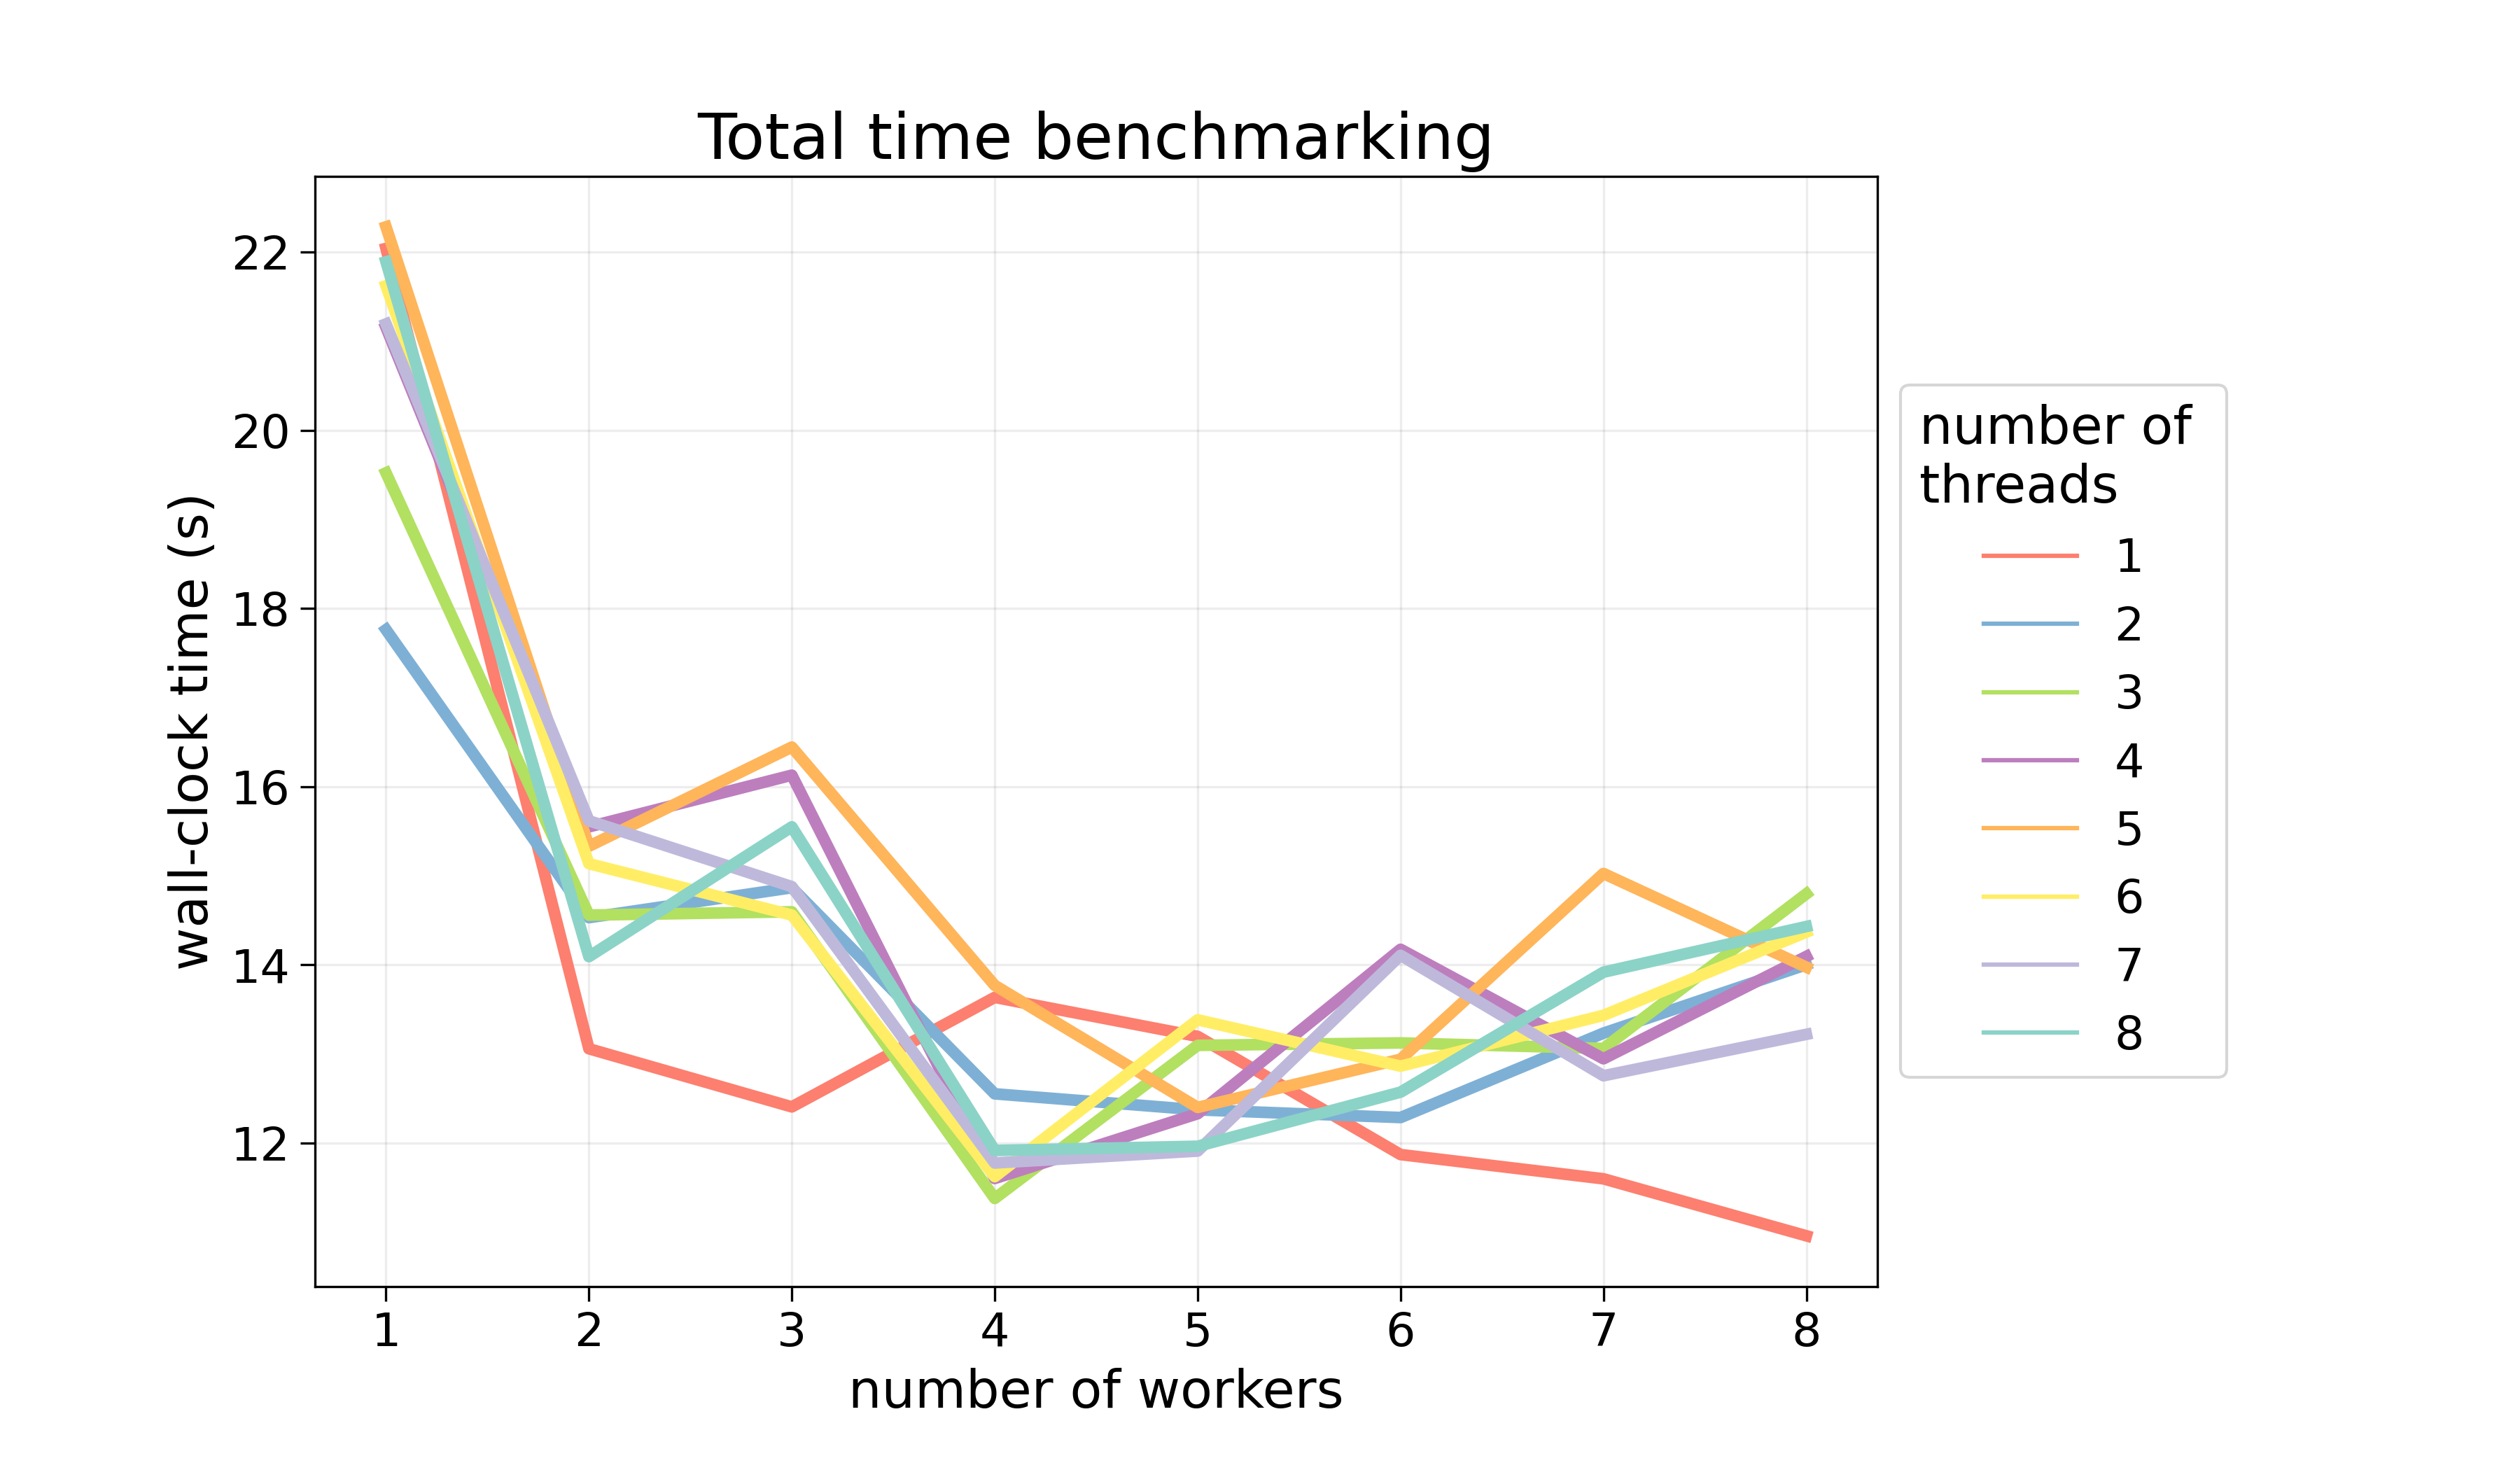 Total time benchmarking
wall-clock time (s)
22
20
18
16
14
12
1 2 3 4 5 6 7 8
number of workers
number of
threads
1
2
3
4
5
6
7
8